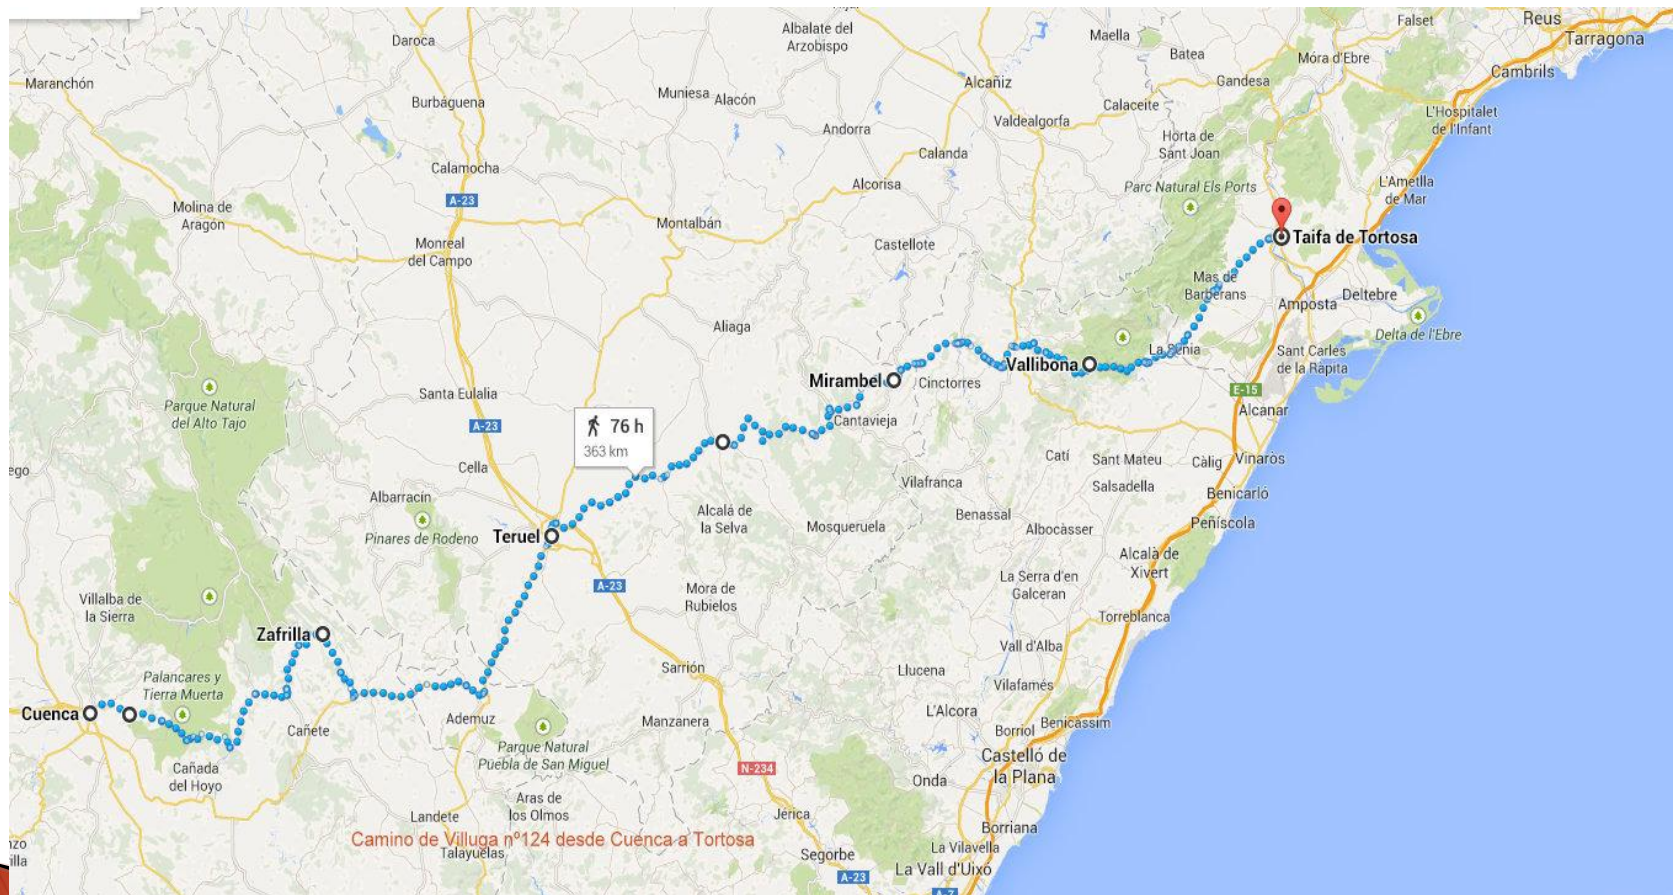 Albalate del
Arzobispo
Maella
Falset
Reus
Tarragona
Daroca
Batea
Móra d'Ebre
Cambrils
Maranchón
Burbáguena
Muniesa
Alacón
Alcañiz
Gandesa
Calaceite
Valdealgorfa
L'Hospitalet
de l'Infant
Andorra
Horta de
Sant Joan
Calanda
Calamocha
Alcorisa
Parc Natural Els Ports
L'Ametlla
de Mar
A-23
Molina de
Aragón
Montalbán
Monreal
del Campo
Castellote
Taifa de Tortosa
Mas de
Barberans
Amposta
Deltebre
Aliaga
Delta de l'Ebre
La Sénia
Sant Carles
de la Ràpita
Vallibona
Mirambel
Cinctorres
Santa Eulalia
E-15
Parque Natural
del Alto Tajo
Alcanar
A-23
76 h
363 km
Cantavieja
Cella
Catí
Sant Mateu
Càlig
Vinaròs
ego
Albarracín
Vilafranca
Salsadella
Benicarló
Alcalá de
la Selva
Mosqueruela
Benassal
Albocàsser
Peñíscola
Pinares de Rodeno
Teruel
Alcalà de
Xivert
A-23
Mora de
Rubielos
La Serra d'en
Galceran
Villalba de
la Sierra
Torreblanca
Zafrilla
Vall d'Alba
Sarrión
Llucena
Palancares y
Tierra Muerta
Vilafamés
Cuenca
Ademuz
Manzanera
L'Alcora
Cañete
Borriol
Benicàssim
Parque Natural
Puebla de San Miguel
Castelló de
la Plana
Cañada
del Hoyo
N-234
Onda
Aras de
los Olmos
Landete
Jérica
Borriana
Camino de Villuga nº124 desde Cuenca a Tortosa
Talayuelas
Segorbe
La Vilavella
La Vall d'Uixó
A-23
A-7